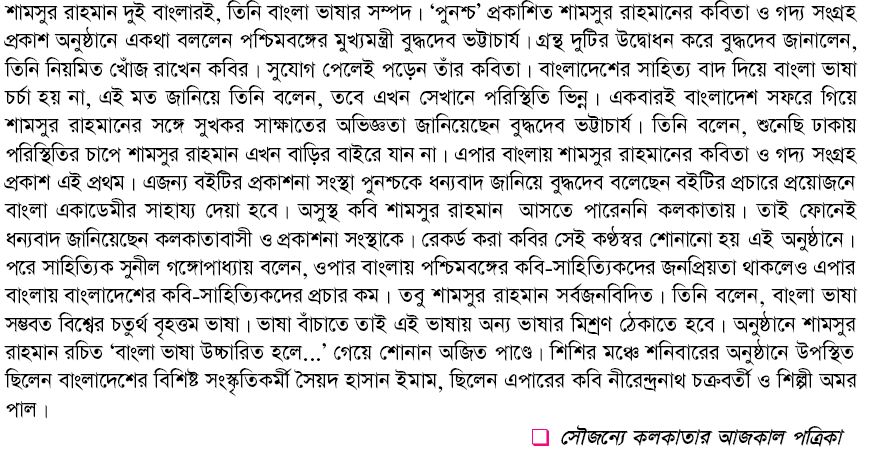 শামসুর রাহমান দুই বাংলারই, তিনি বাংলা ভাষার সম্পদ। ‘পুনশ্চ’ প্রকাশিত শামসুর রাহমানের কবিতা ও গদ্য সংগ্রহ
প্রকাশ অনুষ্ঠানে একথা বললেন পশ্চিমবঙ্গের মুখ্যমন্ত্রী বুদ্ধদেব ভট্টাচার্য। গ্রন্থ দুটির উদ্বোধন করে বুদ্ধদেব জানালেন,
তিনি নিয়মিত খোঁজ রাখেন কবির। সুযোগ পেলেই পড়েন তাঁর কবিতা। বাংলাদেশের সাহিত্য বাদ দিয়ে বাংলা ভাষা
চর্চা হয় না, এই মত জানিয়ে তিনি বলেন, তবে এখন সেখানে পরিস্থিতি ভিন্ন। একবারই বাংলাদেশ সফরে গিয়ে
শামসুর রাহমানের সঙ্গে সুখকর সাক্ষাতের অভিজ্ঞতা জানিয়েছেন বুদ্ধদেব ভট্টাচার্য। তিনি বলেন, শুনেছি ঢাকায়
পরিস্থিতির চাপে শামসুর রাহমান এখন বাড়ির বাইরে যান না। এপার বাংলায় শামসুর রাহমানের কবিতা ও গদ্য সংগ্রহ
প্রকাশ এই প্রথম। এজন্য বইটির প্রকাশনা সংস্থা পুনশ্চকে ধন্যবাদ জানিয়ে বুদ্ধদেব বলেছেন বইটির প্রচারে প্রয়োজনে
বাংলা একাডেমীর সাহায্য দেয়া হবে। অসুস্থ কবি শামসুর রাহমান আসতে পারেননি কলকাতায়। তাই ফোনেই
ধন্যবাদ জানিয়েছেন কলকাতাবাসী ও প্রকাশনা সংস্থাকে। রেকর্ড করা কবির সেই কণ্ঠস্বর শোনানো হয় এই অনুষ্ঠানে।
পরে সাহিত্যিক সুনীল গঙ্গোপাধ্যায় বলেন, ওপার বাংলায় পশ্চিমবঙ্গের কবি-সাহিত্যিকদের জনপ্রিয়তা থাকলেও এপার
বাংলায় বাংলাদেশের কবি-সাহিত্যিকদের প্রচার কম। তবু শামসুর রাহমান সর্বজনবিদিত। তিনি বলেন, বাংলা ভাষা
সম্ভবত বিশ্বের চতুর্থ বৃহত্তম ভাষা। ভাষা বাঁচাতে তাই এই ভাষায় অন্য ভাষার মিশ্রণ ঠেকাতে হবে। অনুষ্ঠানে শামসুর
রাহমান রচিত ‘বাংলা ভাষা উচ্চারিত হলে...’ গেয়ে শোনান অজিত পাণ্ডে। শিশির মঞ্চে শনিবারের অনুষ্ঠানে উপস্থিত
ছিলেন বাংলাদেশের বিশিষ্ট সংস্কৃতিকর্মী সৈয়দ হাসান ইমাম, ছিলেন এপারের কবি নীরেন্দ্রনাথ চক্রবর্তী ও শিল্পী অমর
পাল।
❑ সৌজন্যে কলকাতার আজকাল পত্রিকা